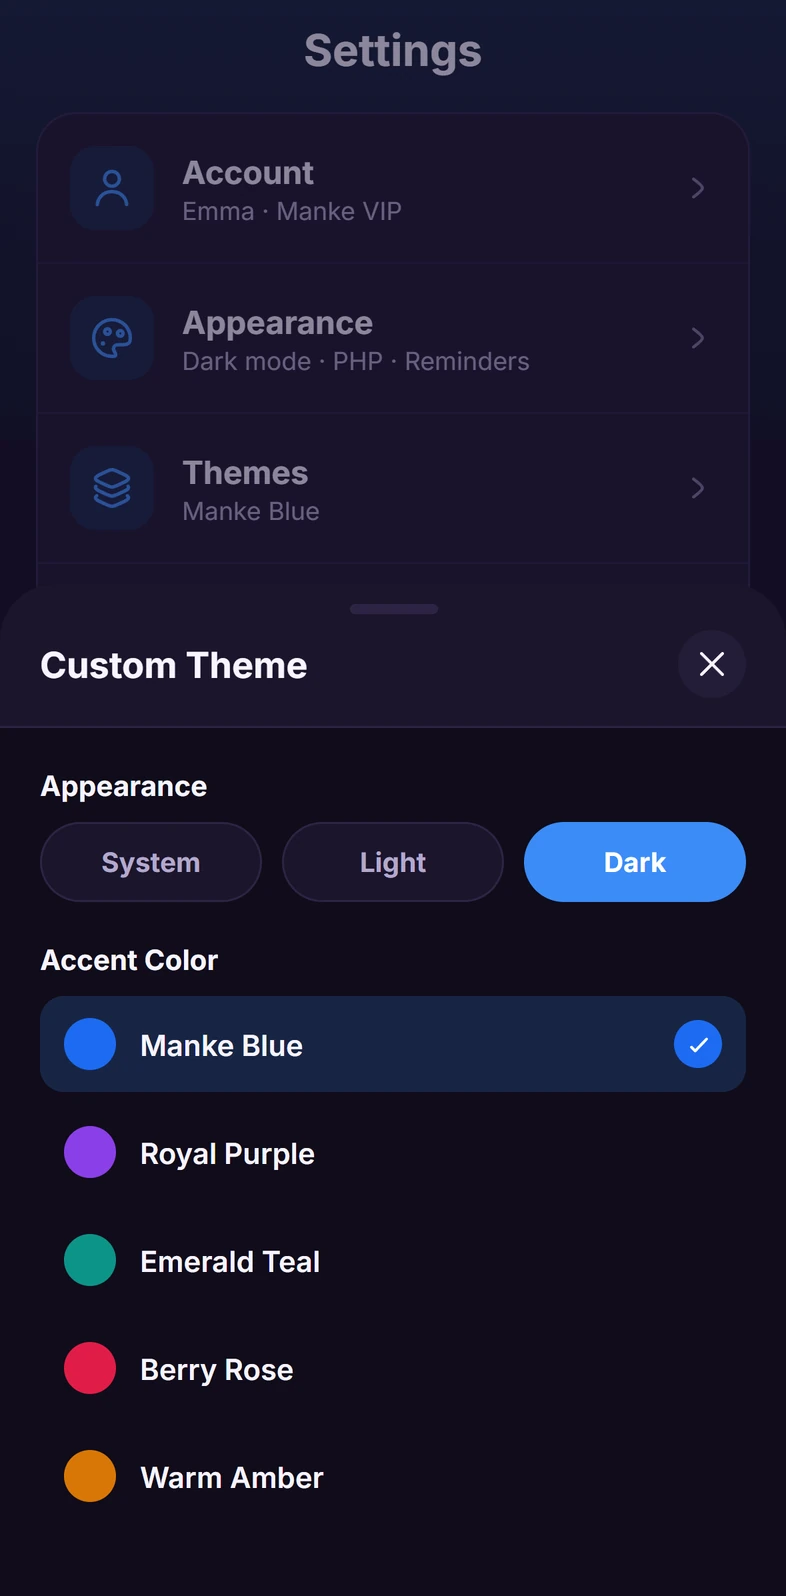 Settings
Account
Emma · Manke VIP
Appearance
Dark mode · PHP · Reminders
Themes
Manke Blue
Custom Theme
Appearance
System
Light
Dark
Accent Color
Manke Blue
Royal Purple
Emerald Teal
Berry Rose
Warm Amber